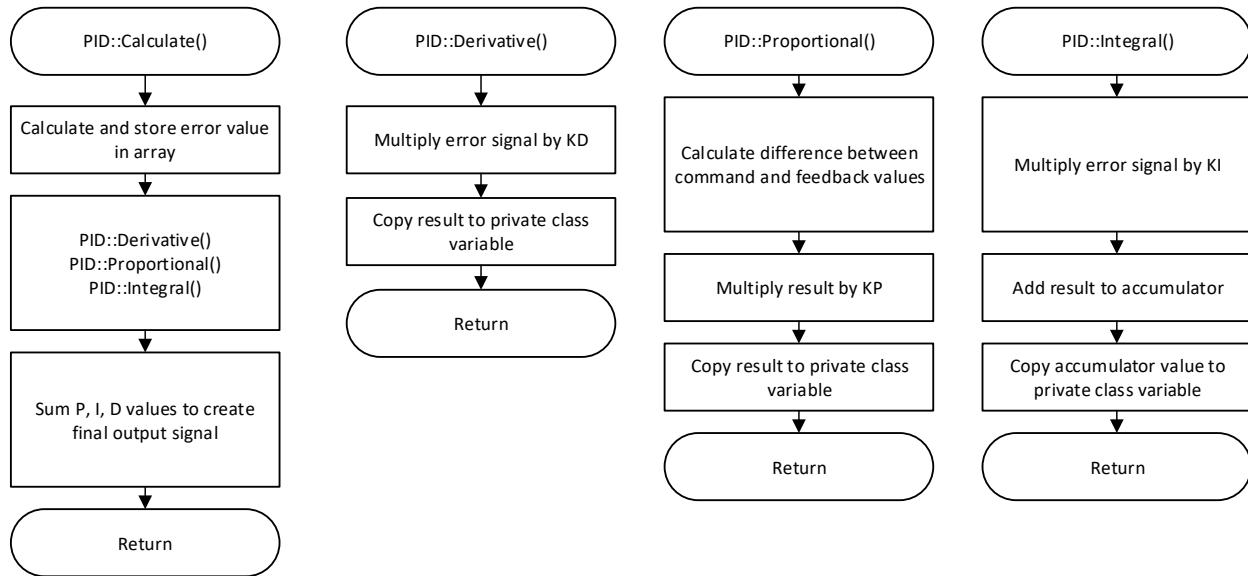 PID::Calculate()
Calculate and store error value
in array
PID::Derivative()
PID::Proportional()
PID::Integral()
Sum P, I, D values to create
final output signal
Return
PID::Derivative()
Multiply error signal by KD
Copy result to private class
variable
Return
PID::Proportional()
Calculate difference between
command and feedback values
Multiply result by KP
Copy result to private class
variable
Return
PID::Integral()
Multiply error signal by KI
Add result to accumulator
Copy accumulator value to
private class variable
Return